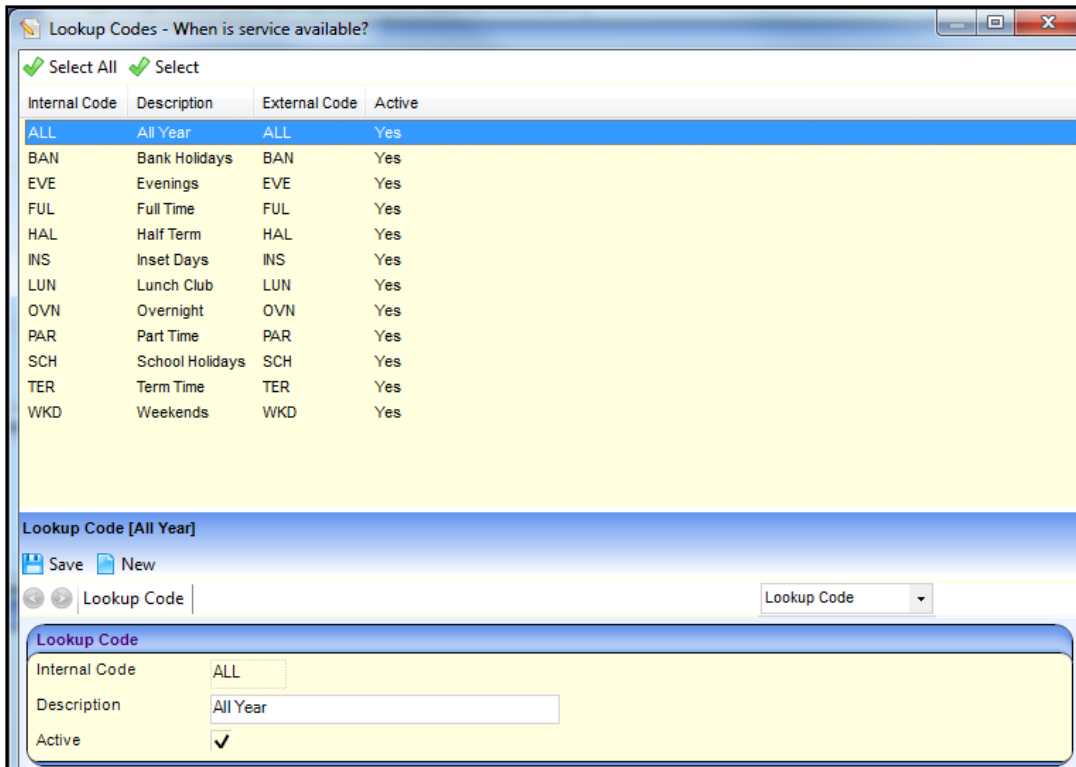 Lookup Codes - When is service available?
Select All Select
Internal Code Description External Code Active
ALL All Year ALL Yes
BAN Bank Holidays BAN Yes
EVE Evenings EVE Yes
FUL Full Time FUL Yes
HAL Half Term HAL Yes
INS Inset Days INS Yes
LUN Lunch Club LUN Yes
OVN Overnight OVN Yes
PAR Part Time PAR Yes
SCH School Holidays SCH Yes
TER Term Time TER Yes
WKD Weekends WKD Yes
Lookup Code [All Year]
Save New
Lookup Code Lookup Code
Lookup Code
Internal Code ALL
Description All Year
Active